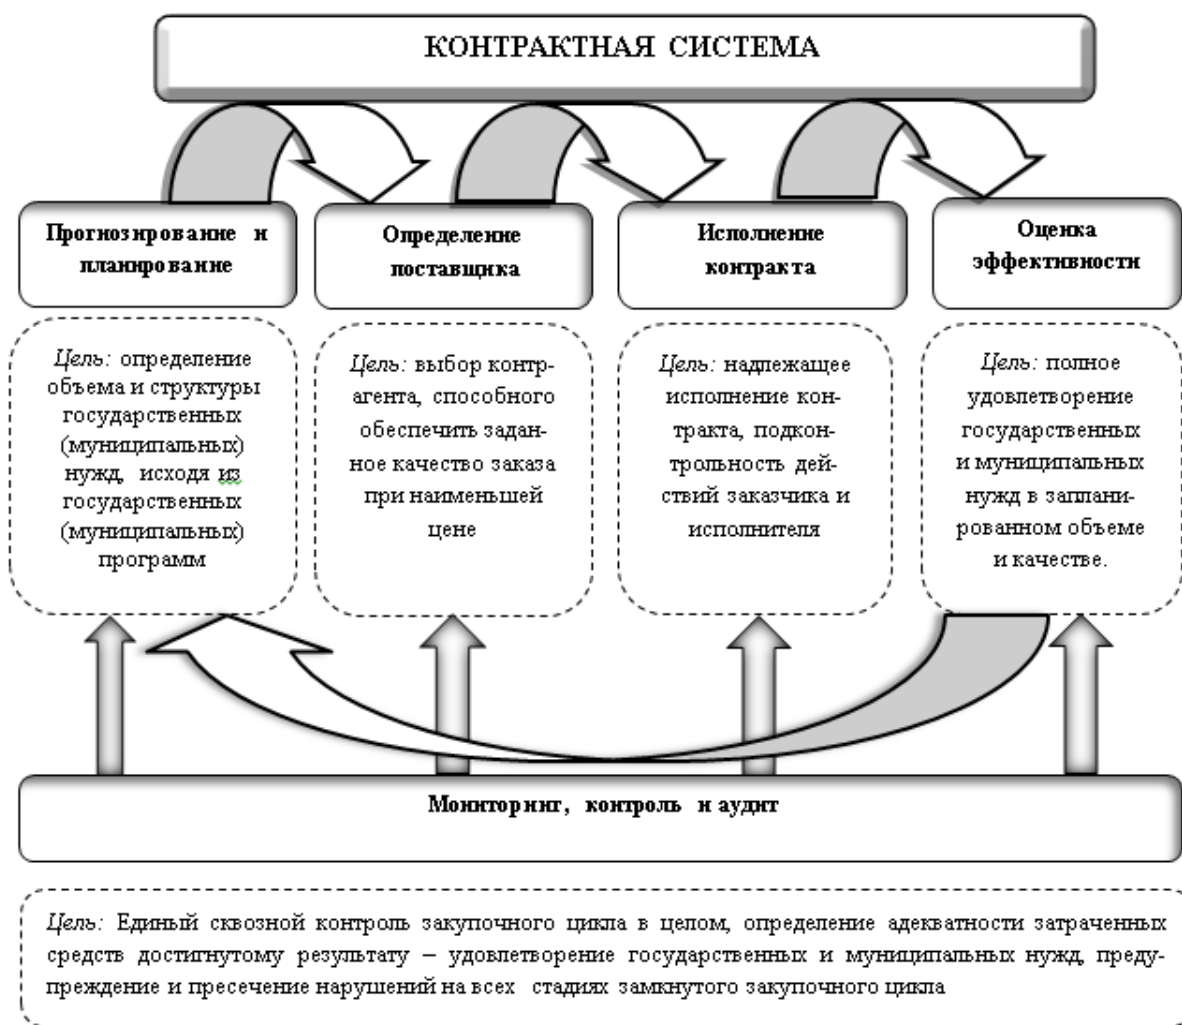 КОНТРАКТНАЯ СИСТЕМА
Прогнозирование и
планирование
Определение
поставщика
Исполнение
контракта
Оценка
эффективности
Цель: определение
объема и структуры
государственных
(муниципальных)
нужд, исходя из
государственных
(муниципальных)
программ
Цель: выбор контр-
агента, способного
обеспечить задан-
ное качество заказа
при наименьшей
цене
Цель: надлежащее
исполнение кон-
тракта, подкон-
трольность дей-
ствий заказчика и
исполнителя
Цель: полное
удовлетворение
государственных
и муниципальных
нужд в заплани-
рованном объеме
и качестве.
Мониторинг, контроль и аудит
Цель: Единый сквозной контроль закупочного цикла в целом, определение адекватности затраченных
средств достигнутому результату – удовлетворение государственных и муниципальных нужд, преду-
преждение и пресечение нарушений на всех стадиях замкнутого закупочного цикла